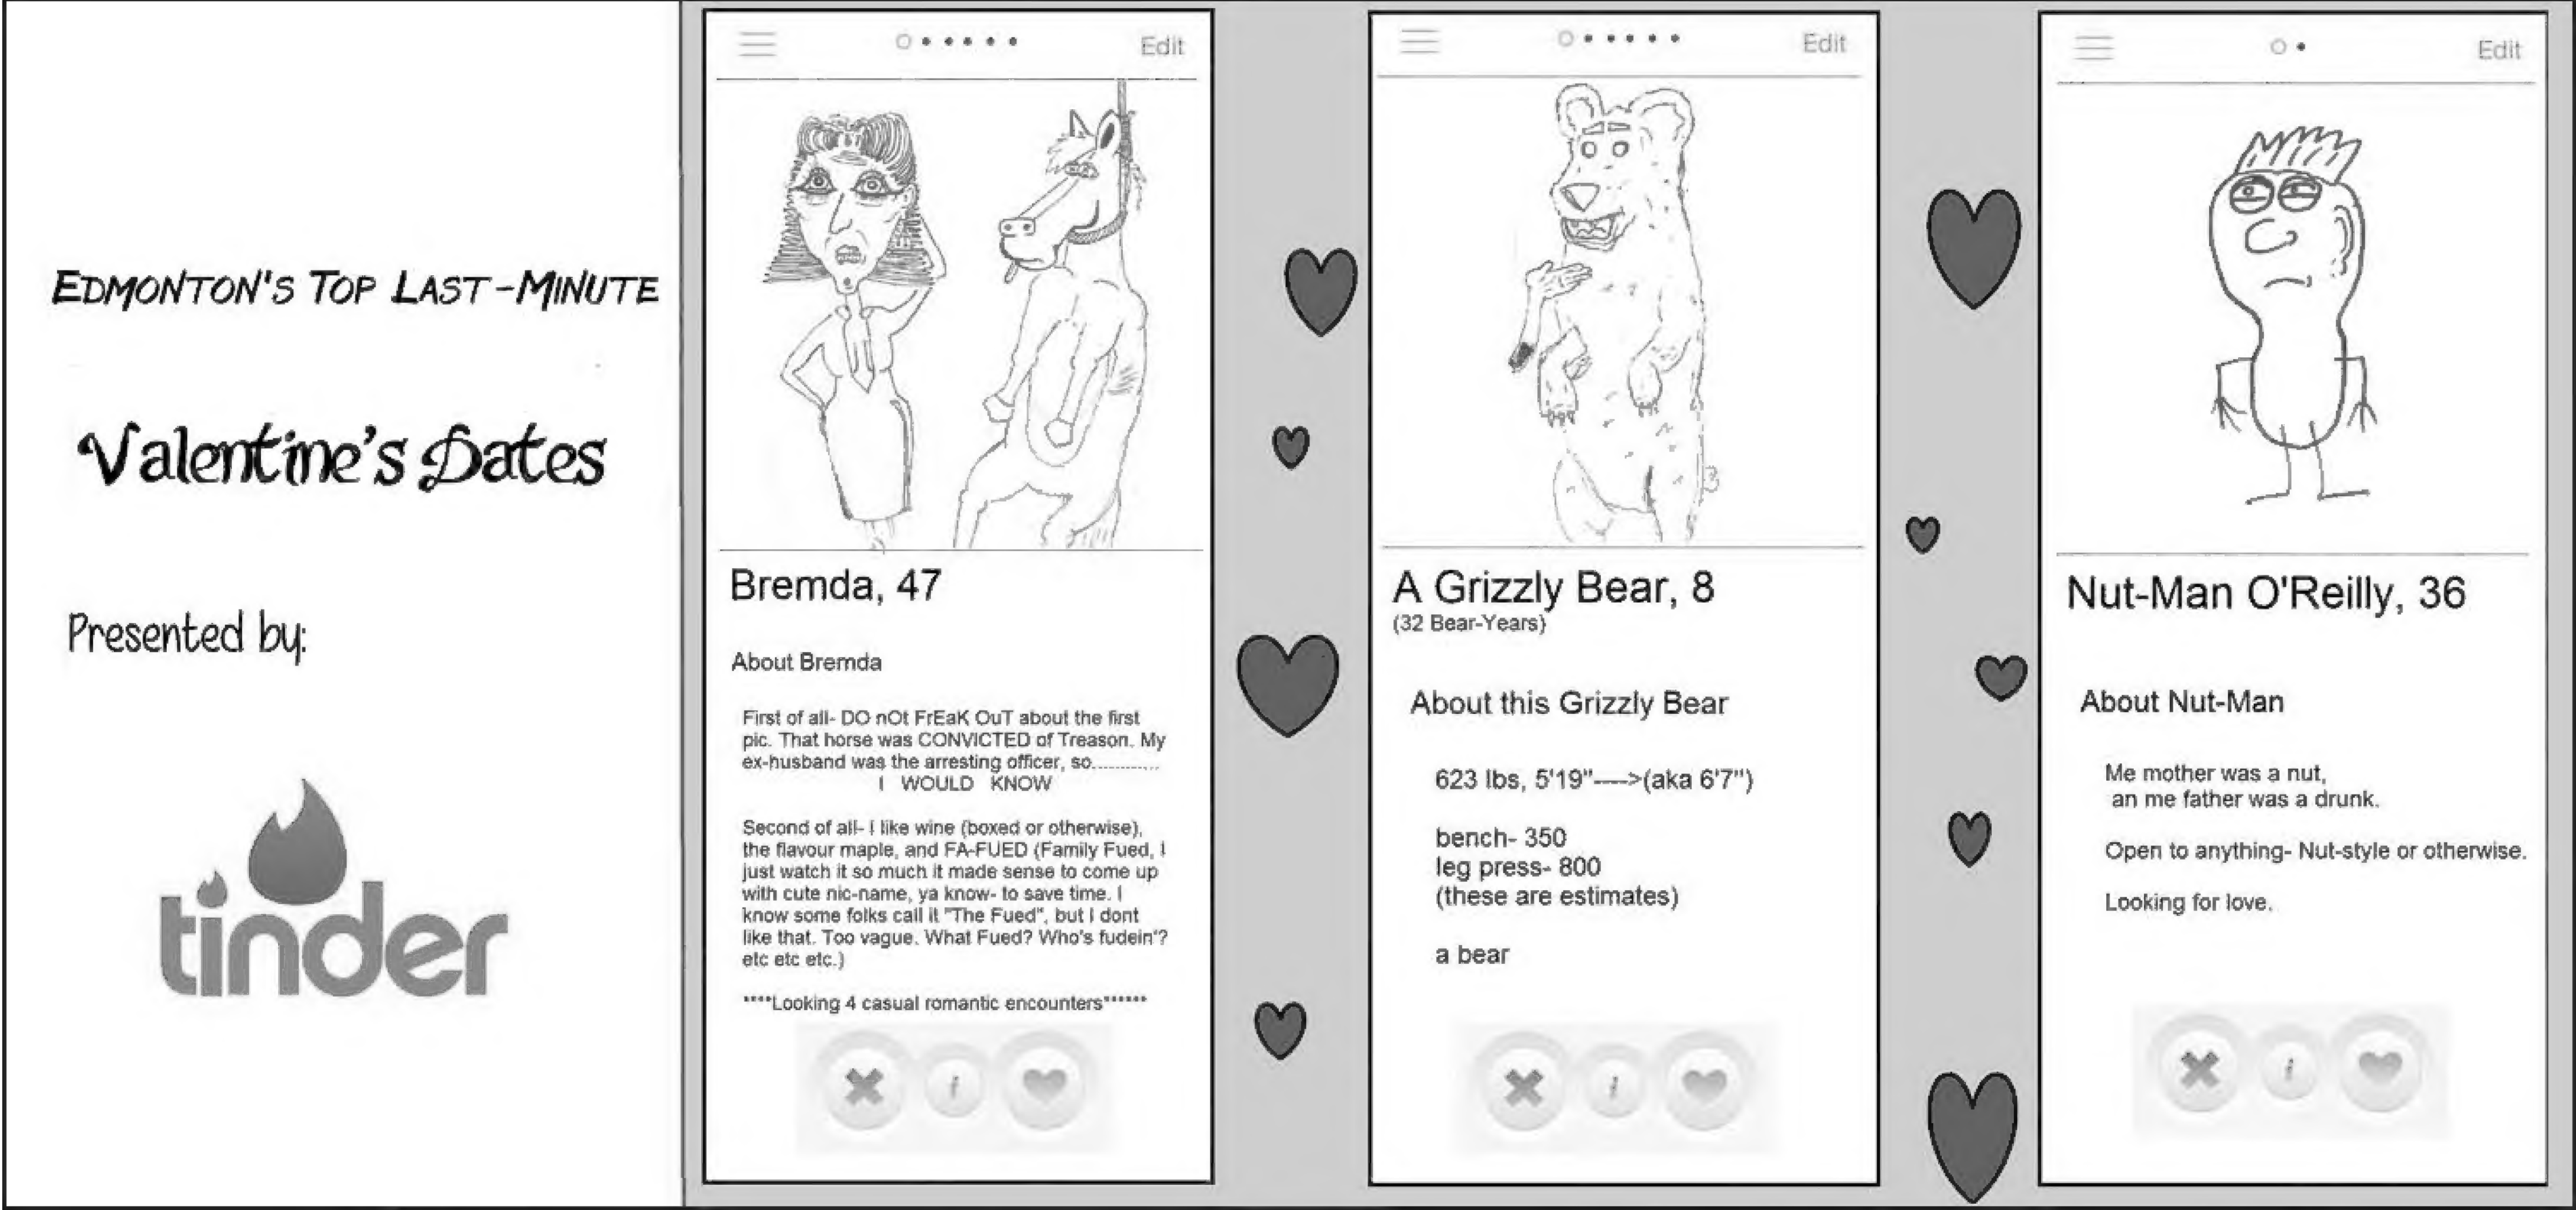 EDMONTON'S TOP LAST-MINUTE
Valentine's Dates
Presented by:
tinder
Edit
Bremda, 47
About Bremda
First of all- DO nOt FrEaK OuT about the first
pic. That horse was CONVICTED of Treason. My
ex-husband was the arresting officer, so............
I WOULD KNOW
Second of all- I like wine (boxed or otherwise),
the flavour maple, and FA-FUED (Family Fued, I
just watch it so much it made sense to come up
with cute nic-name, ya know- to save time. I
know some folks call it "The Fued", but I dont
like that. Too vague. What Fued? Who's fudein'?
etc etc etc.)
****Looking 4 casual romantic encounters******
i
Edit
A Grizzly Bear, 8
(32 Bear-Years)
About this Grizzly Bear
623 lbs, 5'19"---->(aka 6'7")
bench- 350
leg press- 800
(these are estimates)
a bear
i
Edit
Nut-Man O'Reilly, 36
About Nut-Man
Me mother was a nut,
an me father was a drunk.
Open to anything- Nut-style or otherwise.
Looking for love.
i